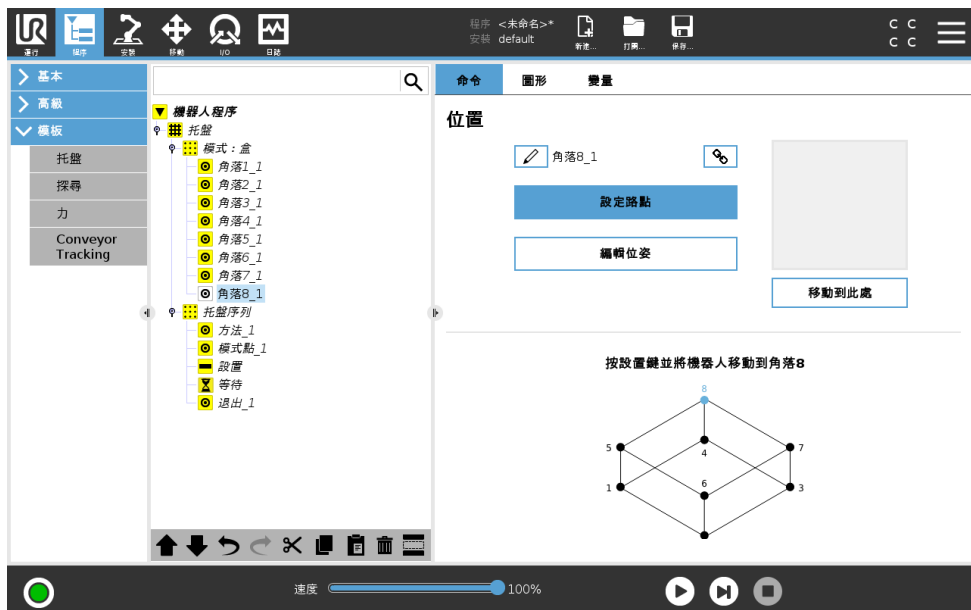 程序 <未命名>*
安裝 default
運行
程序
安裝
移動
I/O
日誌
新建...
打開...
保存...
C C
C C
基本
高級
模板
托盤
探尋
力
Conveyor
Tracking
機器人程序
托盤
模式：盒
角落1_1
角落2_1
角落3_1
角落4_1
角落5_1
角落6_1
角落7_1
角落8_1
托盤序列
方法_1
模式點_1
設置
等待
退出_1
命令 圖形 變量
位置
角落8_1
設定路點
編輯位姿
移動到此處
按設置鍵並將機器人移動到角落8
8
5
7
4
6
1
3
速度
100%